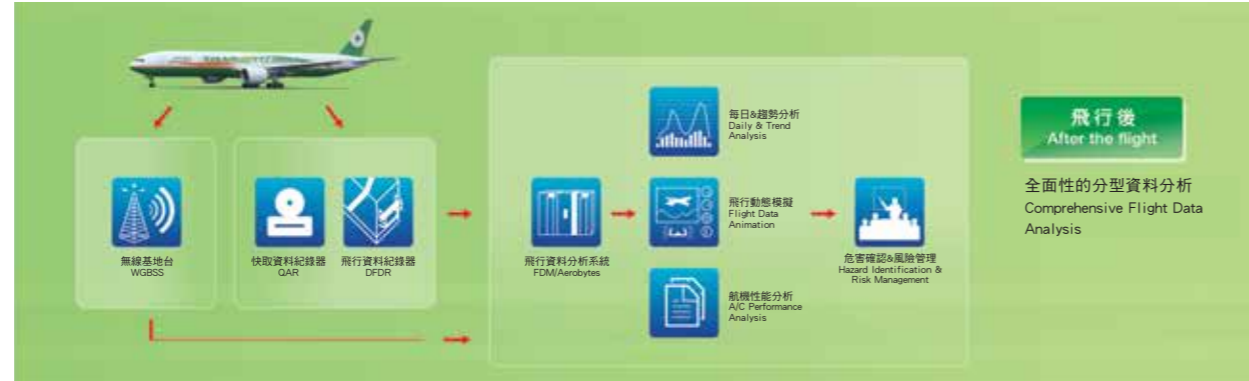 無線基地台
WGBSS
快取資料紀錄器
QAR
飛行資料紀錄器
DFDR
飛行資料分析系統
FDM/Aerobytes
每日&趨勢分析
Daily & Trend
Analysis
飛行動態模擬
Flight Data
Animation
航機性能分析
A/C Performance
Analysis
危害確認&風險管理
Hazard Identification &
Risk Management
飛行後
After the flight
全面性的分型資料分析
Comprehensive Flight Data
Analysis